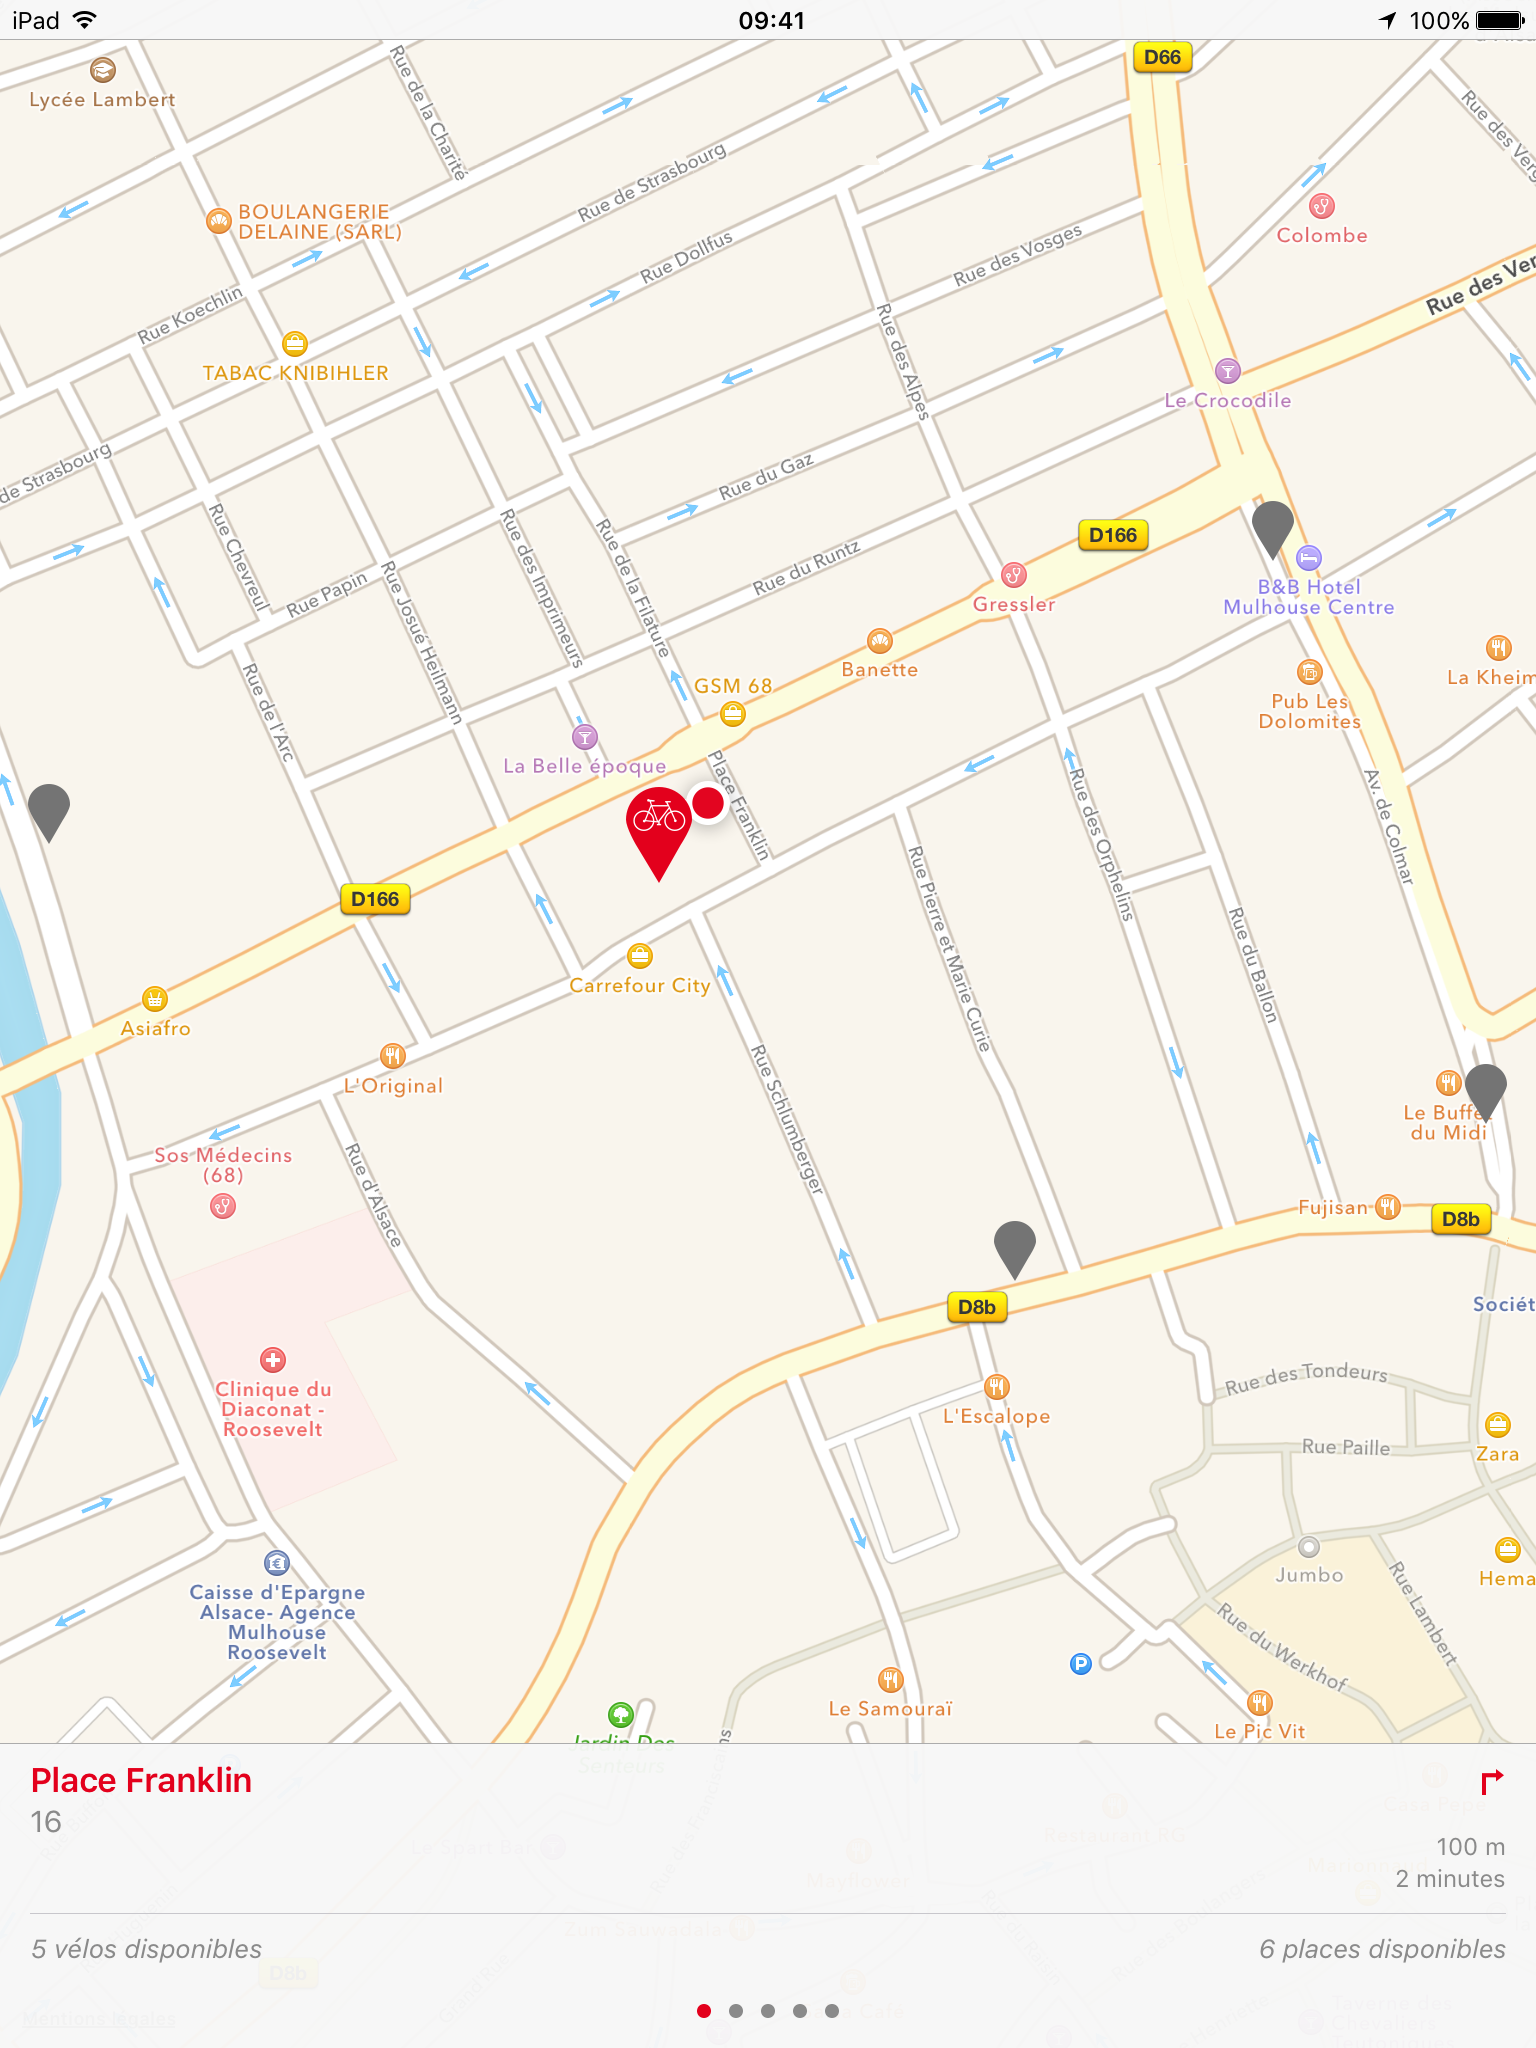 iPad
09:41
100%
D66
Lycée Lambert
Rue de la Charité
Rue des
Rue de Strasbourg
BOULANGERIE
DELAINE (SARL)
Colombe
Rue Dollfus
Rue des Vosges
Rue Koechlin
Rue des Alpes
TABAC KNIBIHLER
Le Crocodile
de Strasbourg
Rue du Gaz
Rue Chevreul
Rue des Imprimeurs
Rue de la Filature
D166
Rue du Runtz
Rue Papin
Rue Josué Heilmann
Gressler
B&B Hotel
Mulhouse Centre
Banette
Rue de l'Arc
GSM 68
La Kheim
Pub Les
Dolomites
La Belle époque
Place Franklin
Rue des Orphelins
Av. de Colmar
Rue Pierre et Marie Curie
D166
Rue du Ballon
Carrefour City
Asiafro
L'Original
Rue Schlumberger
Le Buffe
du Midi
Sos Médecins
(68)
Rue d'Alsace
Fujisan
D8b
D8b
Sociét
Clinique du
Diaconat -
Roosevelt
Rue des Tondeurs
L'Escalope
Rue Paille
Zara
Caisse d'Epargne
Alsace- Agence
Mulhouse
Roosevelt
Jumbo
Hema
Rue Lambert
Rue du Werkhof
P
Le Samouraï
Le Pic Vit
Jardin Des
Senteurs
Place Franklin
16
100 m
2 minutes
5 vélos disponibles
6 places disponibles
D8b
Mentions légales